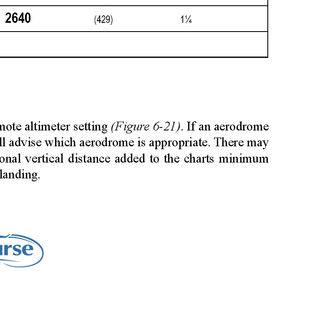 2640 (429) 1¼
mote altimeter setting (Figure 6-21). If an aerodrome
ll advise which aerodrome is appropriate. There may
onal vertical distance added to the charts minimum
landing.
urse